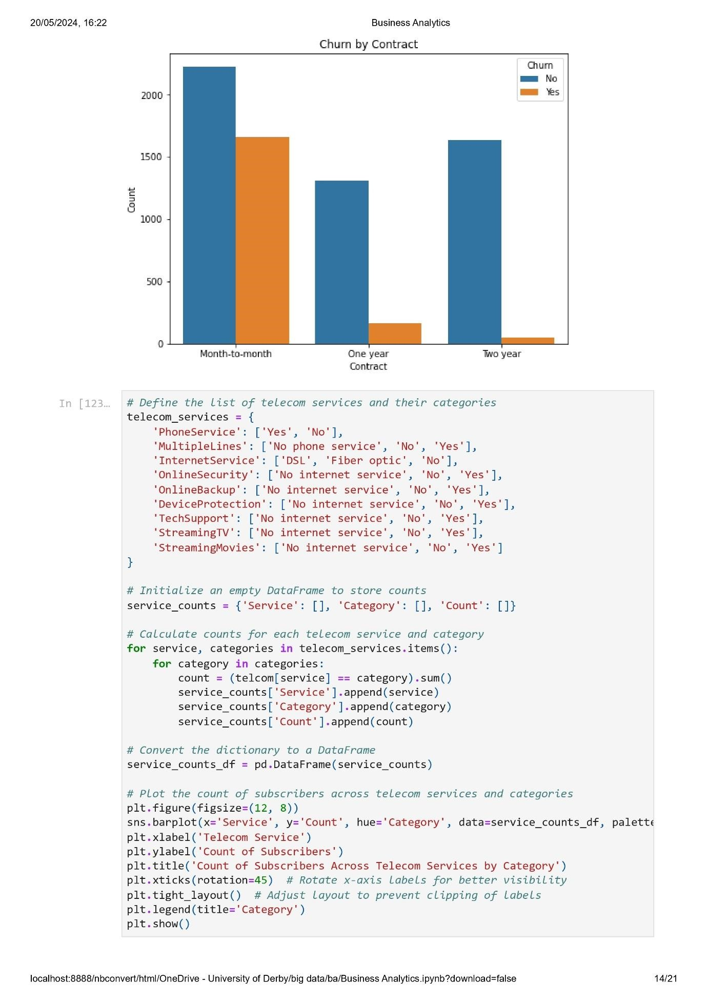 20/05/2024, 16:22
Business Analytics
Churn by Contract
Churn
No
Yes
2000
1500
1000
500
0
Count
Month-to-month
One year
Two year
Contract
In [123…
# Define the list of telecom services and their categories
telecom_services = {
    'PhoneService': ['Yes', 'No'],
    'MultipleLines': ['No phone service', 'No', 'Yes'],
    'InternetService': ['DSL', 'Fiber optic', 'No'],
    'OnlineSecurity': ['No internet service', 'No', 'Yes'],
    'OnlineBackup': ['No internet service', 'No', 'Yes'],
    'DeviceProtection': ['No internet service', 'No', 'Yes'],
    'TechSupport': ['No internet service', 'No', 'Yes'],
    'StreamingTV': ['No internet service', 'No', 'Yes'],
    'StreamingMovies': ['No internet service', 'No', 'Yes']
}
# Initialize an empty DataFrame to store counts
service_counts = {'Service': [], 'Category': [], 'Count': []}
# Calculate counts for each telecom service and category
for service, categories in telecom_services.items():
    for category in categories:
        count = (telcom[service] == category).sum()
        service_counts['Service'].append(service)
        service_counts['Category'].append(category)
        service_counts['Count'].append(count)
# Convert the dictionary to a DataFrame
service_counts_df = pd.DataFrame(service_counts)
# Plot the count of subscribers across telecom services and categories
plt.figure(figsize=(12, 8))
sns.barplot(x='Service', y='Count', hue='Category', data=service_counts_df, palette
plt.xlabel('Telecom Service')
plt.ylabel('Count of Subscribers')
plt.title('Count of Subscribers Across Telecom Services by Category')
plt.xticks(rotation=45)  # Rotate x-axis labels for better visibility
plt.tight_layout()  # Adjust layout to prevent clipping of labels
plt.legend(title='Category')
plt.show()
localhost:8888/nbconvert/html/OneDrive - University of Derby/big data/ba/Business Analytics.ipynb?download=false
14/21